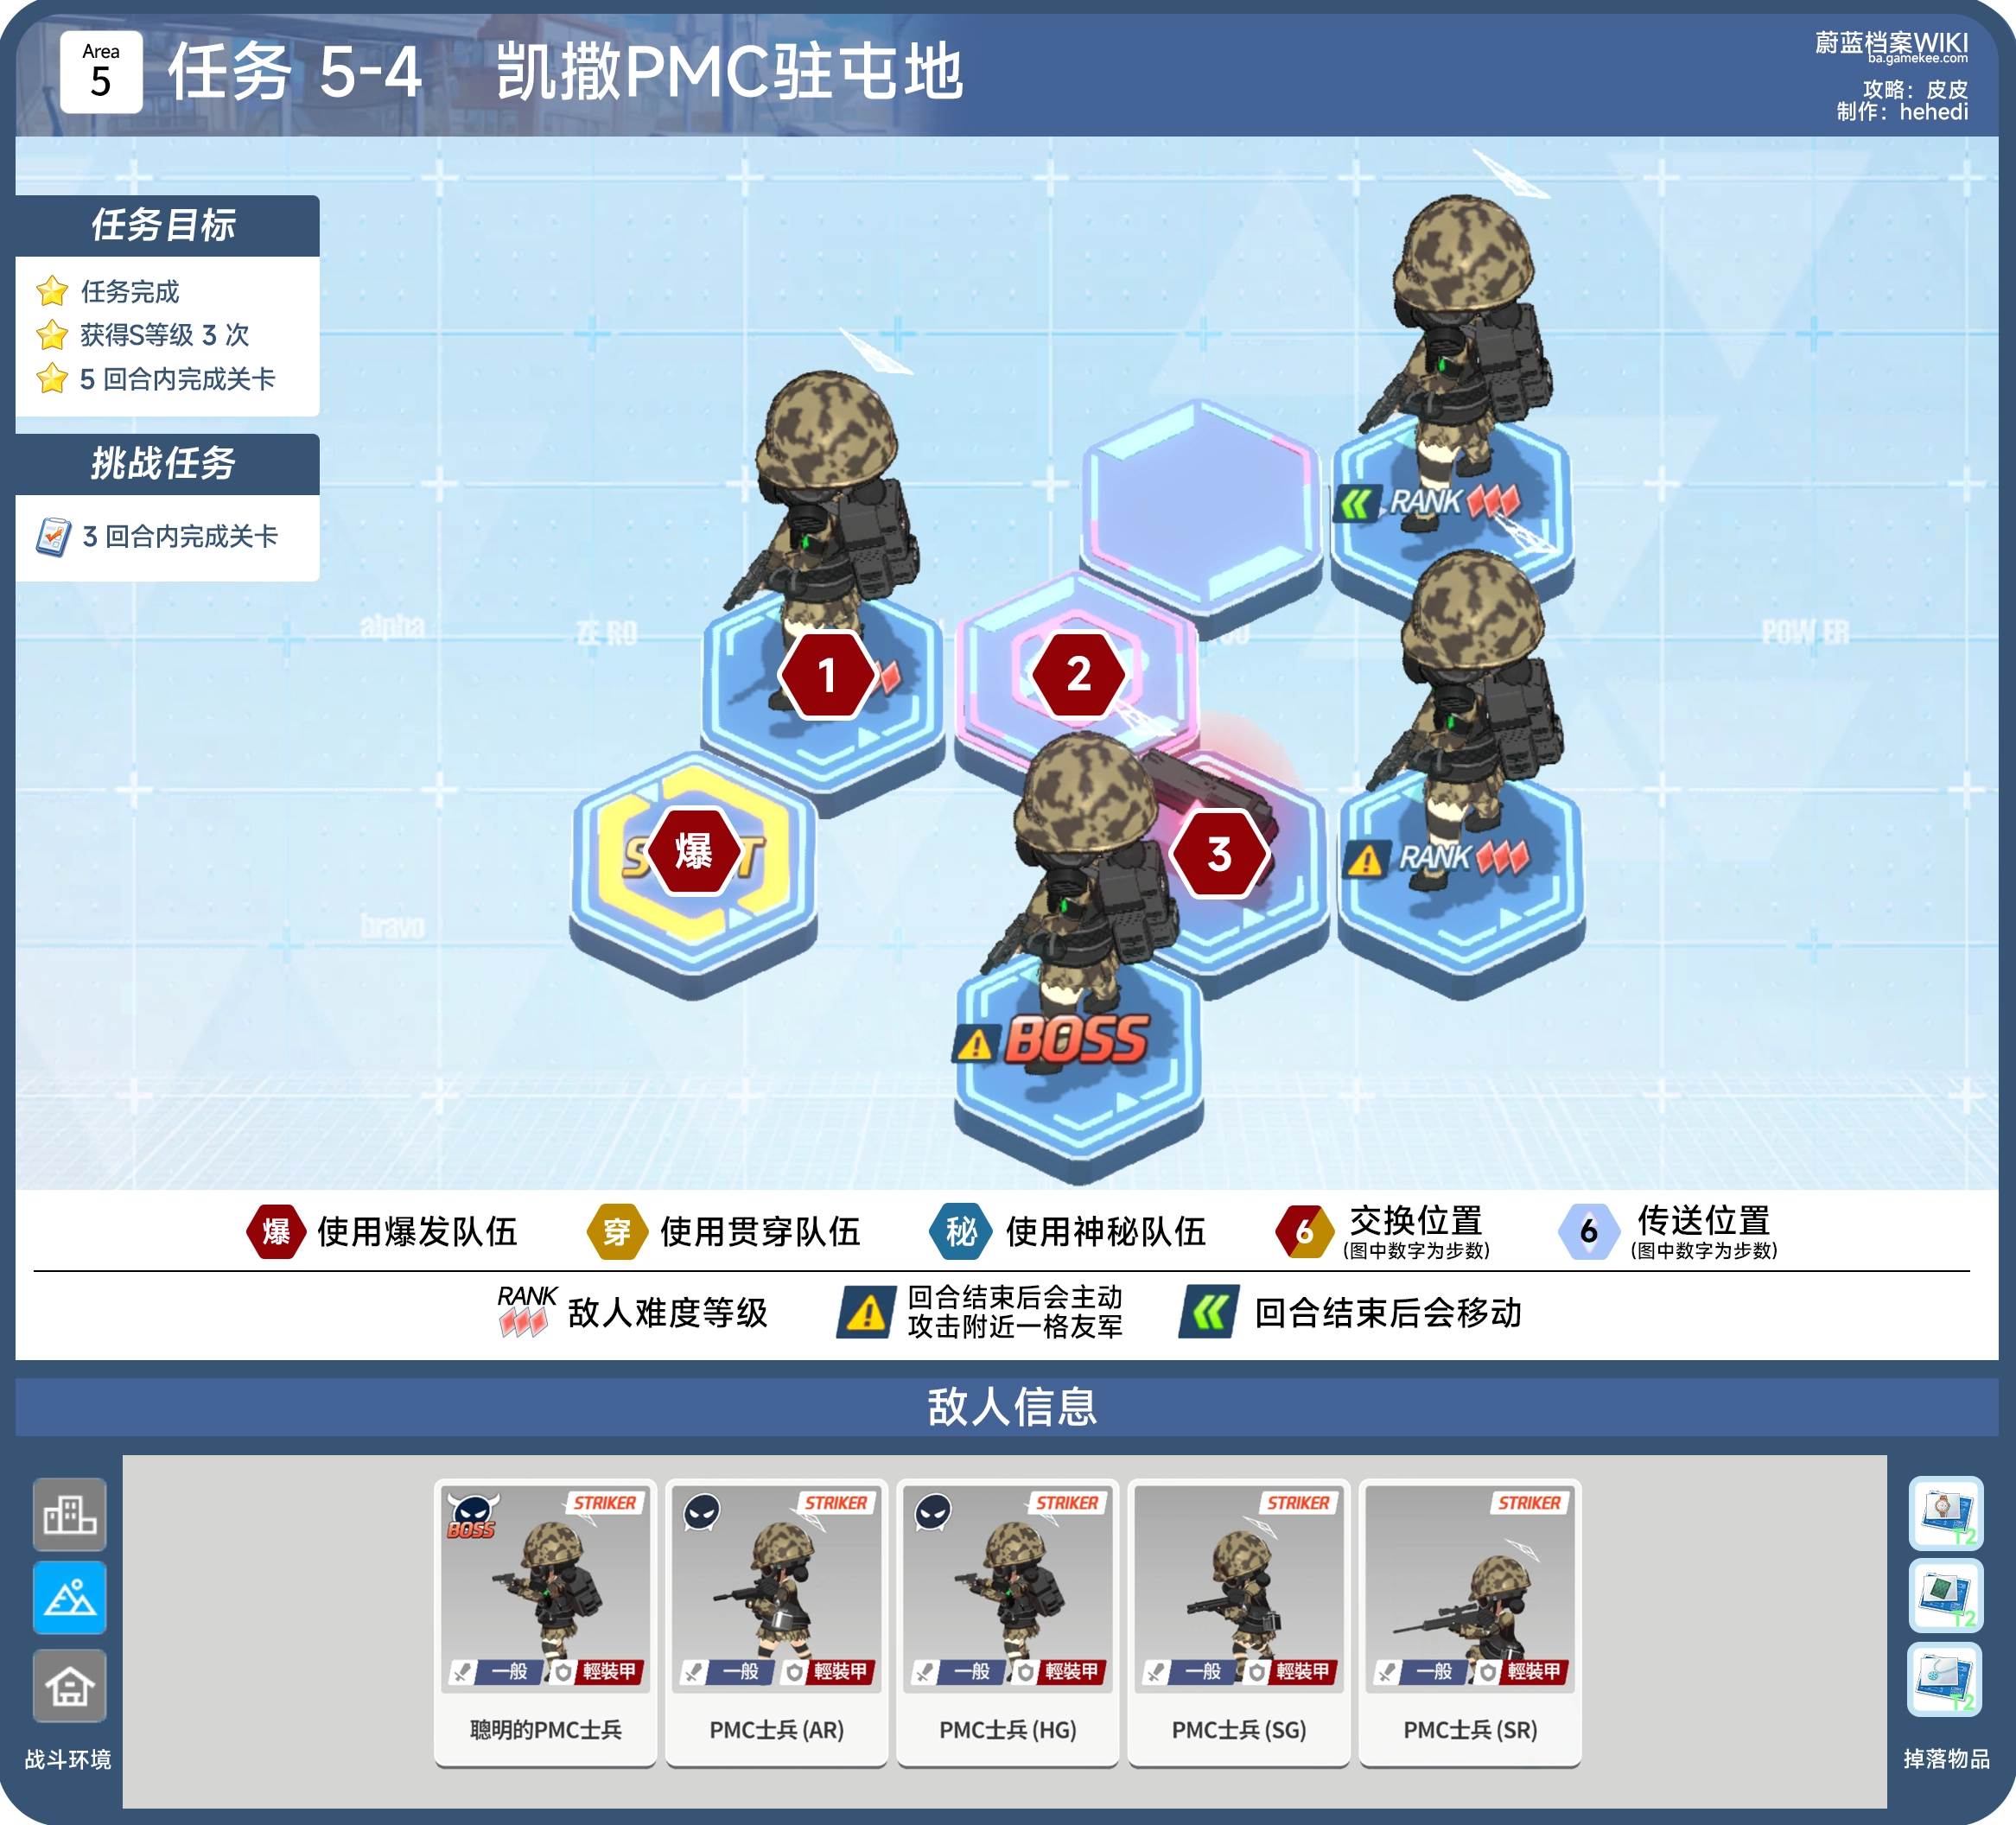 Area
5
任务 5-4 凯撒PMC驻屯地
蔚蓝档案WIKI
ba.gamekee.com
攻略：皮皮
制作：hehedi
任务目标
任务完成
获得S等级 3 次
5 回合内完成关卡
挑战任务
3 回合内完成关卡
RANK
alpha
ZERO
POWER
1
2
爆
3
RANK
BOSS
bravo
爆 使用爆发队伍
穿 使用贯穿队伍
秘 使用神秘队伍
6 交换位置
(图中数字为步数)
6 传送位置
(图中数字为步数)
RANK 敌人难度等级
回合结束后会主动
攻击附近一格友军
回合结束后会移动
敌人信息
BOSS STRIKER
一般 輕裝甲
聰明的PMC士兵
STRIKER
一般 輕裝甲
PMC士兵 (AR)
STRIKER
一般 輕裝甲
PMC士兵 (HG)
STRIKER
一般 輕裝甲
PMC士兵 (SG)
STRIKER
一般 輕裝甲
PMC士兵 (SR)
战斗环境
T2
T2
T2
掉落物品